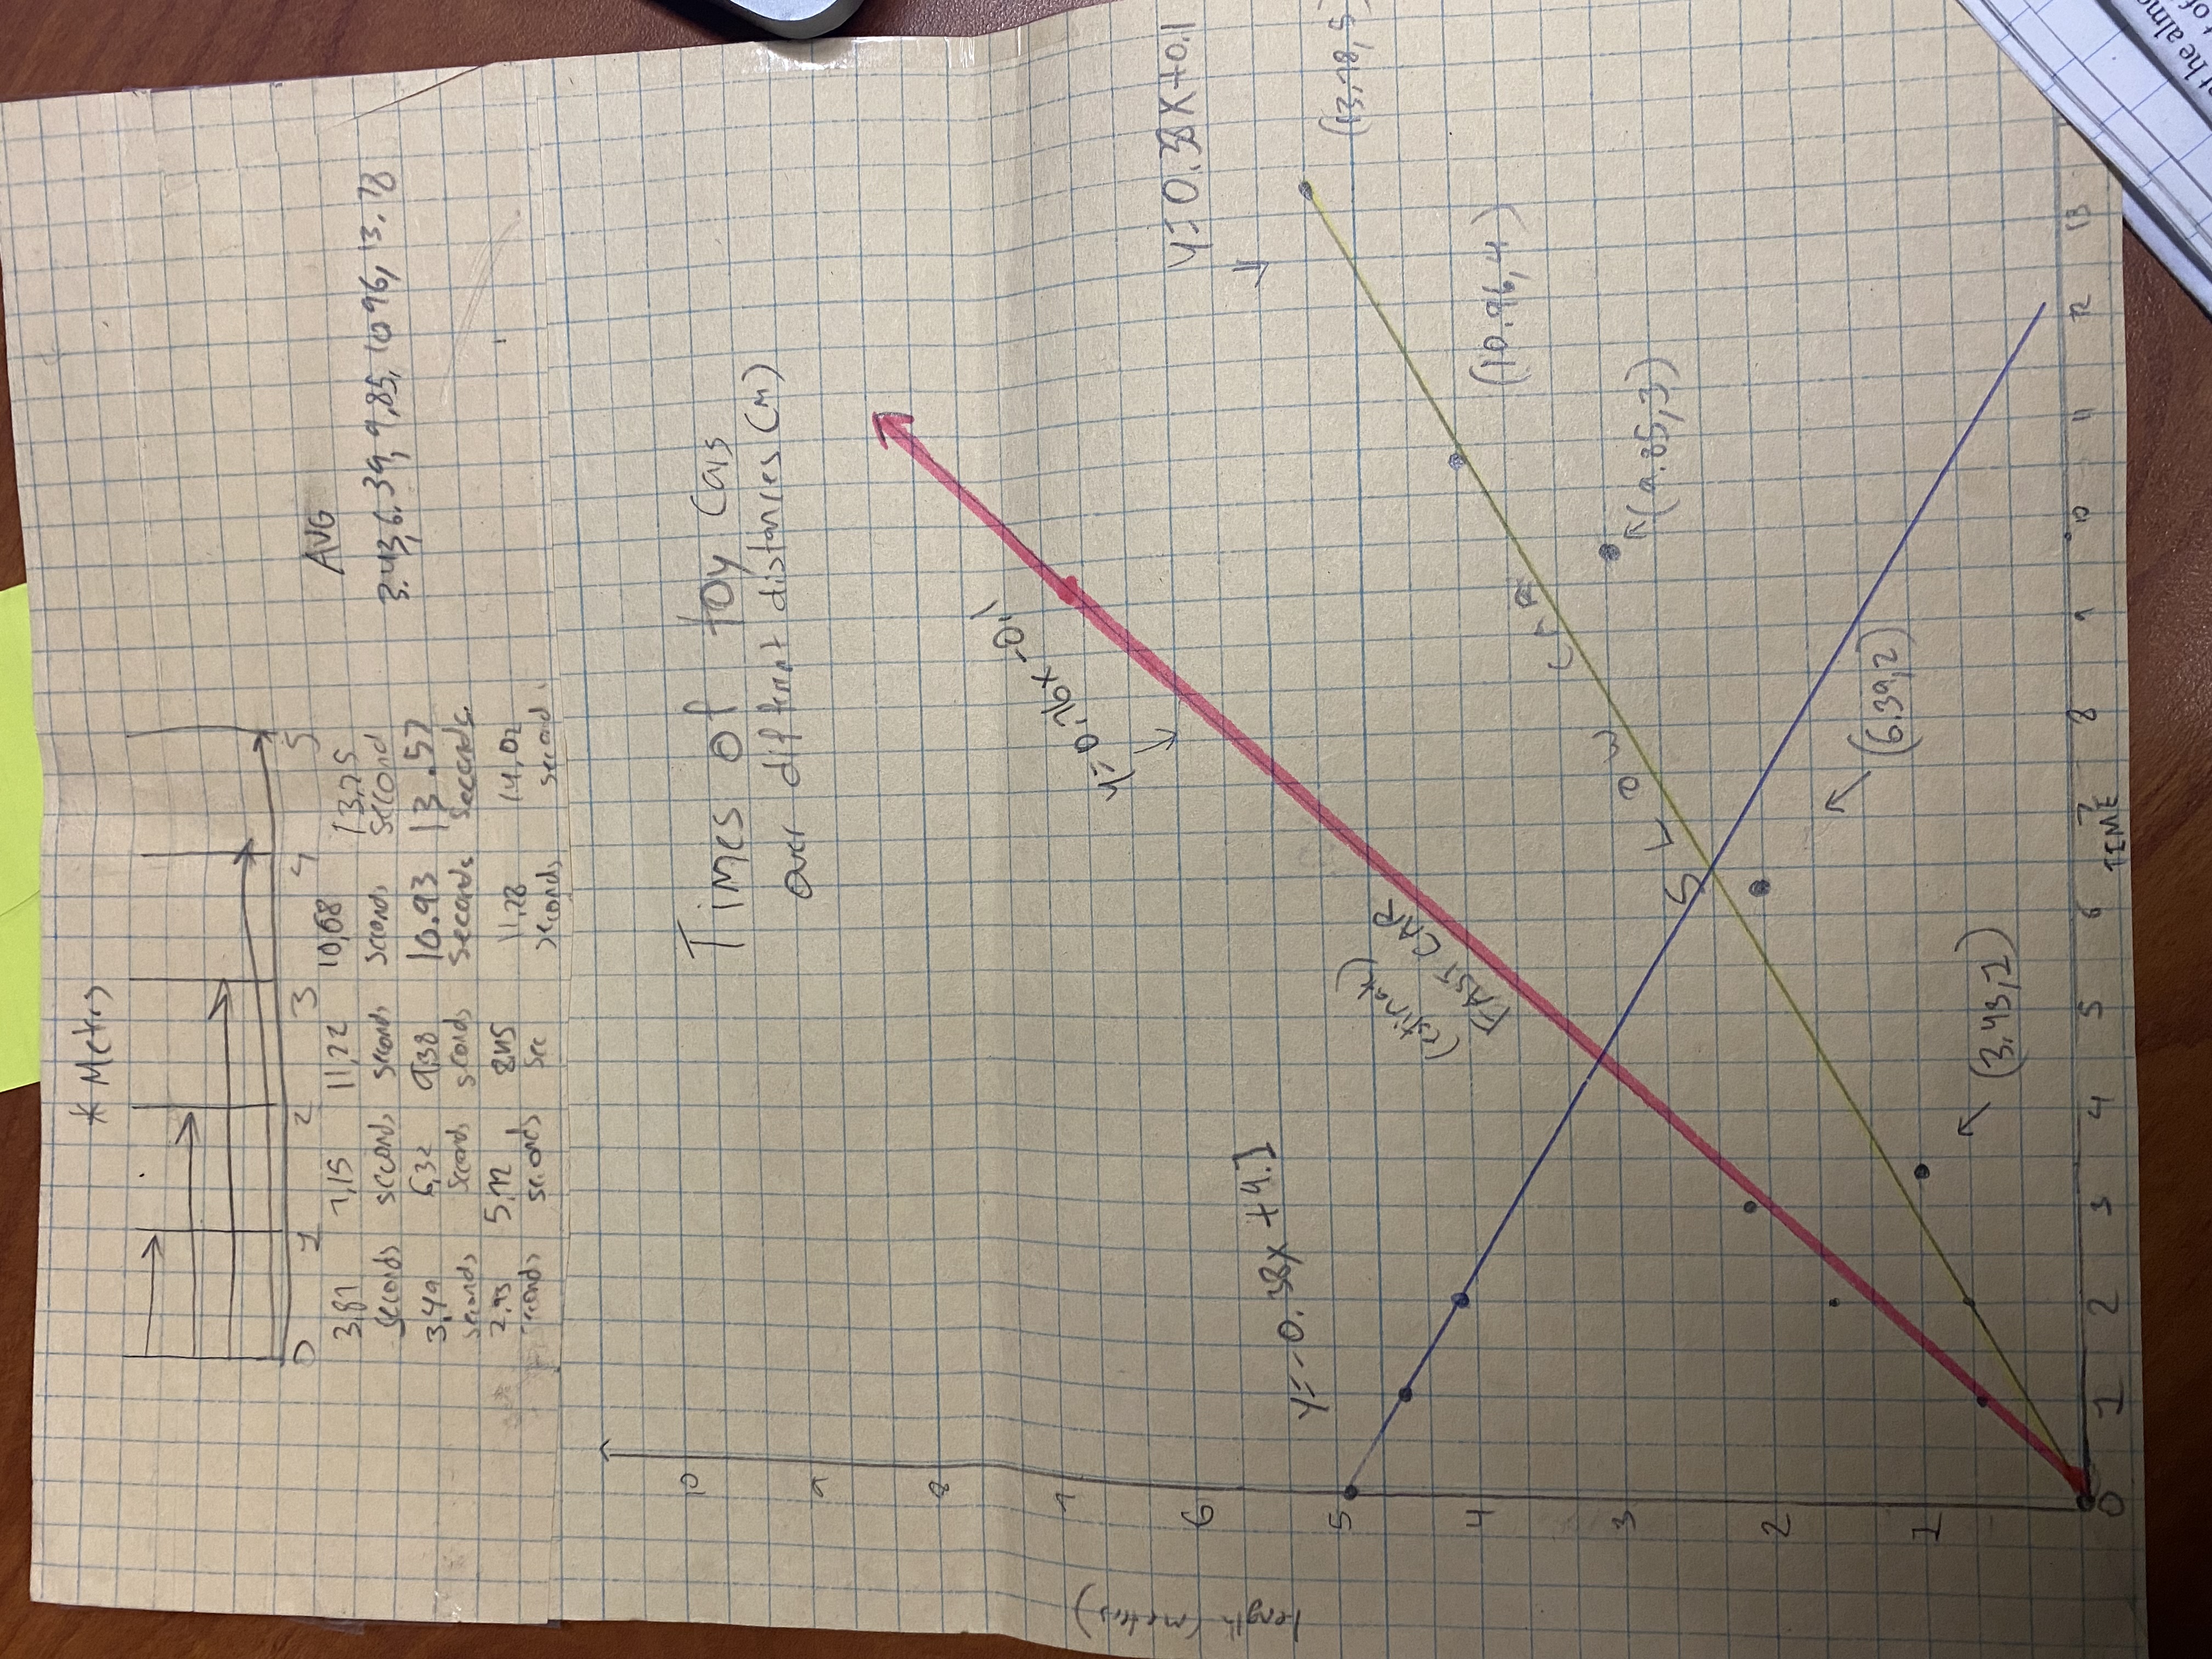 * Metres
0 1 2 3 4 5
3,81 7,15 11,22 10,68 13,25
seconds seconds seconds seconds second
AVG
3.43, 6.39, 9,85, 10.96, 13.78
3,49 6,32 9,38 10.93 13.57
seconds seconds seconds seconds seconds.
2,93 5,72 8,45 11,28 14,02
seconds seconds sec seconds second
Times of toy Cars
over different distances (m)
10
9
8
7
6
5
4
3
2
1
length (meters)
y=0.76x-0.1
y=0.38x+0.1
y=-0.38x+4.
(13.78,5)
(estimate)
FAST CAR
(10.96,4)
SLOW CAR
(9.85,3)
(6.39,2)
(3.43,1)
0 1 2 3 4 5 6 7 8 9 10 11 12 13
TIME